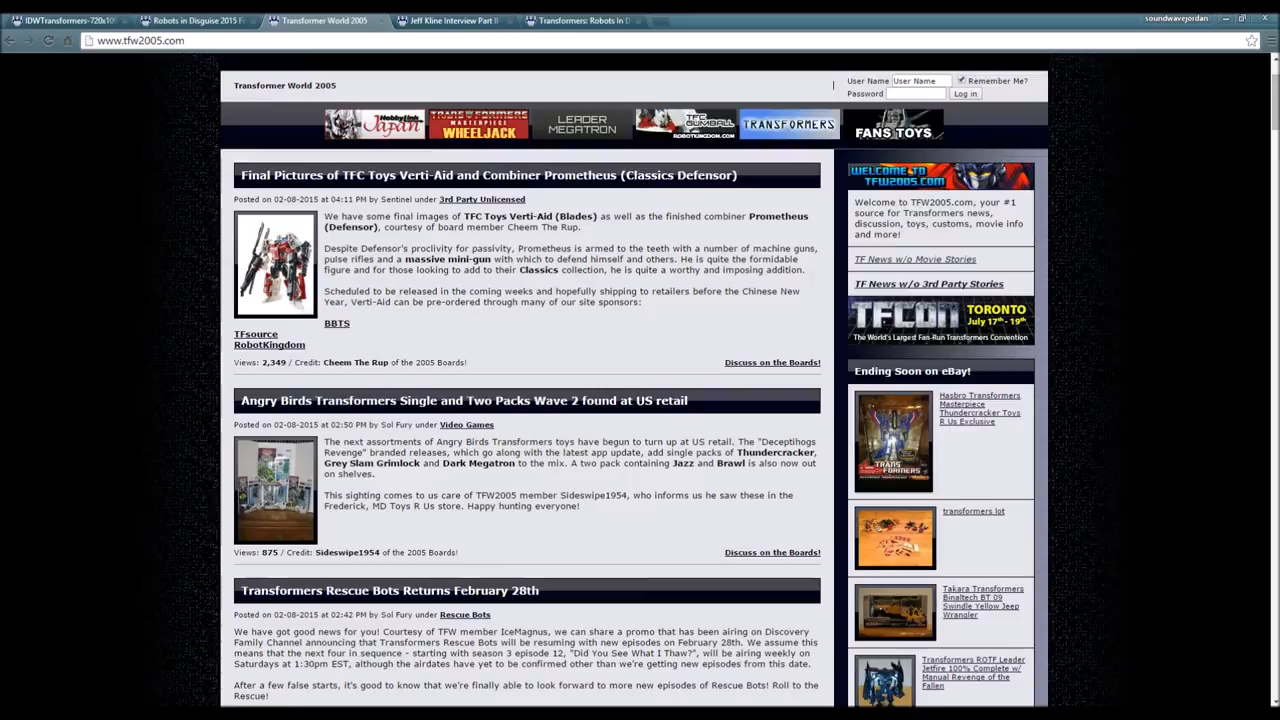 IDWTransformers-720x10
Robots in Disguise 2015 F
Transformer World 2005
Jeff Kline Interview Part II
Transformers: Robots In D
soundwavejordan
www.tfw2005.com
Transformer World 2005
User Name User Name Remember Me?
Password Log in
HobbyLink Japan
TRANSFORMERS MASTERPIECE WHEELJACK
LEADER MEGATRON
TFC GUMBALL ROBOTKINGDOM.COM
TRANSFORMERS
FANS TOYS
Final Pictures of TFC Toys Verti-Aid and Combiner Prometheus (Classics Defensor)
Posted on 02-08-2015 at 04:11 PM by Sentinel under 3rd Party Unlicensed
We have some final images of TFC Toys Verti-Aid (Blades) as well as the finished combiner Prometheus
(Defensor), courtesy of board member Cheem The Rup.
Despite Defensor's proclivity for passivity, Prometheus is armed to the teeth with a number of machine guns,
pulse rifles and a massive mini-gun with which to defend himself and others. He is quite the formidable
figure and for those looking to add to their Classics collection, he is quite a worthy and imposing addition.
Scheduled to be released in the coming weeks and hopefully shipping to retailers before the Chinese New
Year, Verti-Aid can be pre-ordered through many of our site sponsors:
BBTS
TFsource
RobotKingdom
Views: 2,349 / Credit: Cheem The Rup of the 2005 Boards!
Discuss on the Boards!
Angry Birds Transformers Single and Two Packs Wave 2 found at US retail
Posted on 02-08-2015 at 02:50 PM by Sol Fury under Video Games
The next assortments of Angry Birds Transformers toys have begun to turn up at US retail. The "Deceptihogs
Revenge" branded releases, which go along with the latest app update, add single packs of Thundercracker,
Grey Slam Grimlock and Dark Megatron to the mix. A two pack containing Jazz and Brawl is also now out
on shelves.
This sighting comes to us care of TFW2005 member Sideswipe1954, who informs us he saw these in the
Frederick, MD Toys R Us store. Happy hunting everyone!
Views: 875 / Credit: Sideswipe1954 of the 2005 Boards!
Discuss on the Boards!
Transformers Rescue Bots Returns February 28th
Posted on 02-08-2015 at 02:42 PM by Sol Fury under Rescue Bots
We have got good news for you! Courtesy of TFW member IceMagnus, we can share a promo that has been airing on Discovery
Family Channel announcing that Transformers Rescue Bots will be resuming with new episodes on February 28th. We assume this
means that the next four in sequence - starting with season 3 episode 12, "Did You See What I Thaw?", will be airing weekly on
Saturdays at 1:30pm EST, although the airdates have yet to be confirmed other than we're getting new episodes from this date.
After a few false starts, it's good to know that we're finally able to look forward to more new episodes of Rescue Bots! Roll to the
Rescue!
WELCOME TO
TFW2005.COM
Welcome to TFW2005.com, your #1
source for Transformers news,
discussion, toys, customs, movie info
and more!
TF News w/o Movie Stories
TF News w/o 3rd Party Stories
TFCON TORONTO
July 17th - 19th
The World's Largest Fan-Run Transformers Convention
Ending Soon on eBay!
Hasbro Transformers
Masterpiece
Thundercracker Toys
R Us Exclusive
TRANS FORMERS
transformers lot
Takara Transformers
Binaltech BT 09
Swindle Yellow Jeep
Wrangler
Transformers ROTF Leader
Jetfire 100% Complete w/
Manual Revenge of the
Fallen